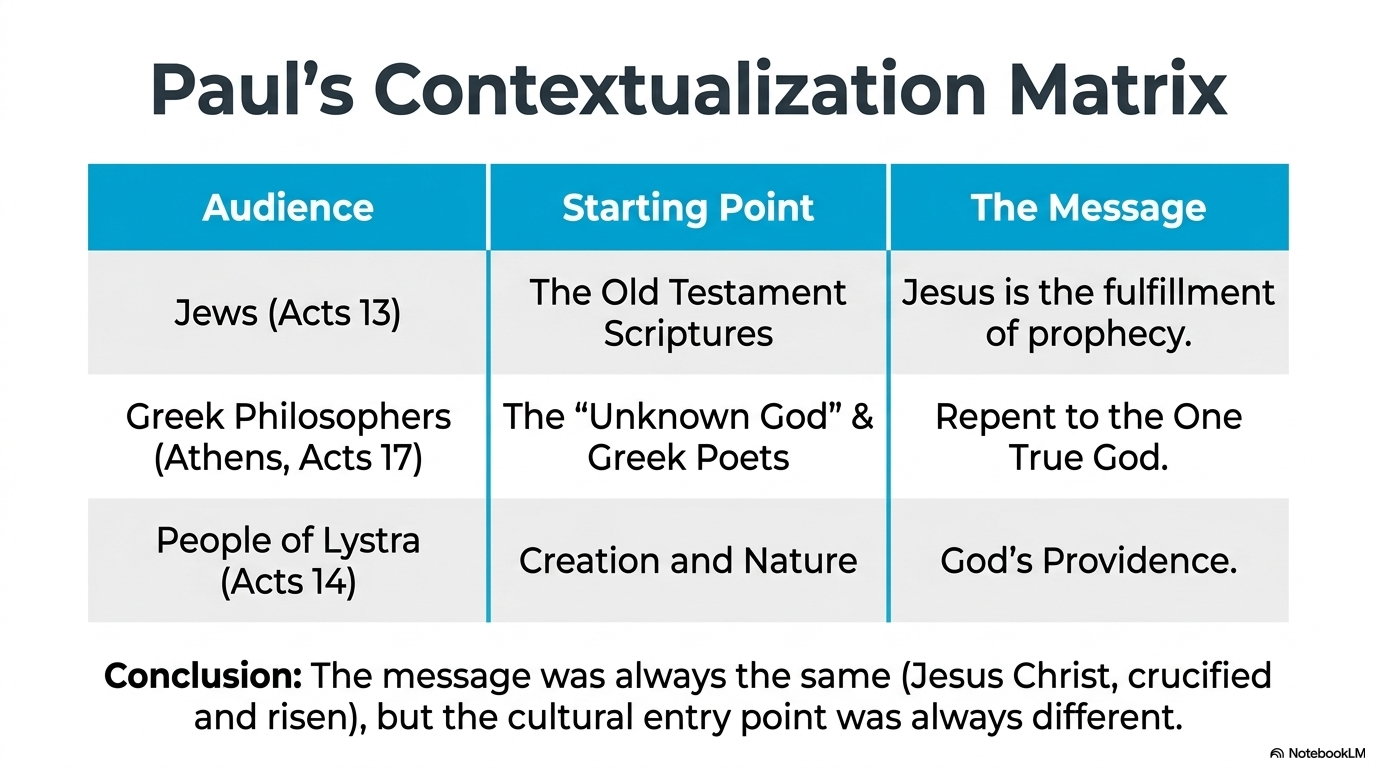 Paul’s Contextualization Matrix
Audience
Starting Point
The Message
Jews (Acts 13)
The Old Testament
Scriptures
Jesus is the fulfillment
of prophecy.
Greek Philosophers
(Athens, Acts 17)
The “Unknown God” &
Greek Poets
Repent to the One
True God.
People of Lystra
(Acts 14)
Creation and Nature
God’s Providence.
Conclusion: The message was always the same (Jesus Christ, crucified
and risen), but the cultural entry point was always different.
NotebookLM